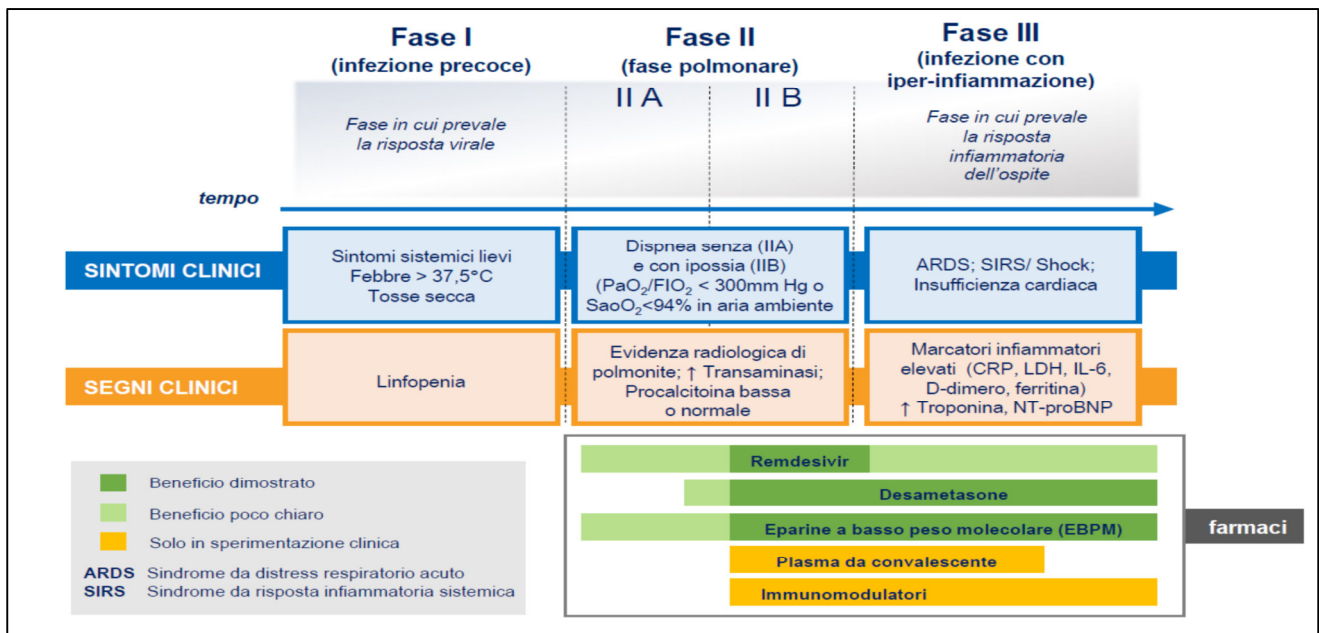 Fase I
(infezione precoce)
Fase II
(fase polmonare)
II A
II B
Fase III
(infezione con
iper-infiammazione)
Fase in cui prevale
la risposta virale
Fase in cui prevale
la risposta
infiammatoria
dell'ospite
tempo
SINTOMI CLINICI
Sintomi sistemici lievi
Febbre > 37,5°C
Tosse secca
Dispnea senza (IIA)
e con ipossia (IIB)
(PaO₂/FIO₂ < 300mm Hg o
SaoO₂<94% in aria ambiente
ARDS; SIRS/ Shock;
Insufficienza cardiaca
SEGNI CLINICI
Linfopenia
Evidenza radiologica di
polmonite; ↑ Transaminasi;
Procalcitoina bassa
o normale
Marcatori infiammatori
elevati (CRP, LDH, IL-6,
D-dimero, ferritina)
↑ Troponina, NT-proBNP
Beneficio dimostrato
Beneficio poco chiaro
Solo in sperimentazione clinica
ARDS Sindrome da distress respiratorio acuto
SIRS Sindrome da risposta infiammatoria sistemica
Remdesivir
Desametasone
Eparine a basso peso molecolare (EBPM)
Plasma da convalescente
Immunomodulatori
farmaci